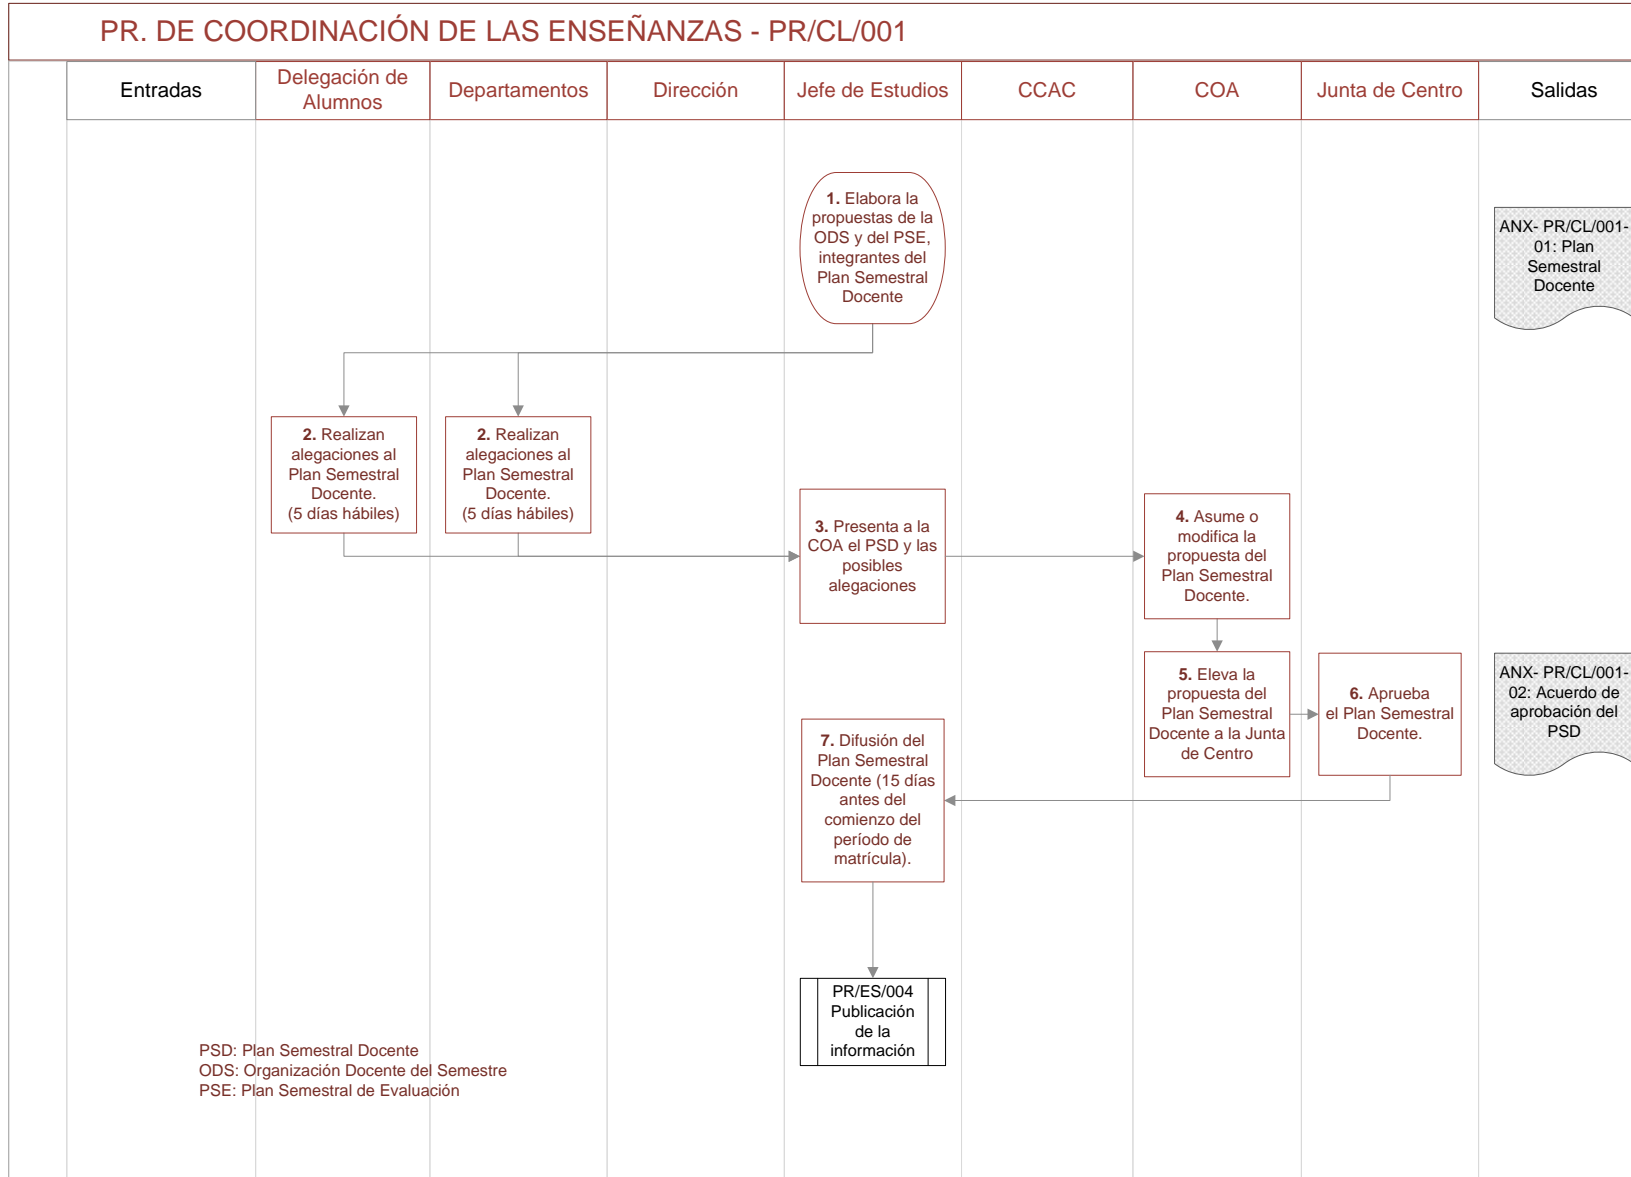 PR. DE COORDINACIÓN DE LAS ENSEÑANZAS - PR/CL/001
Entradas
Delegación de
Alumnos
Departamentos
Dirección
Jefe de Estudios
CCAC
COA
Junta de Centro
Salidas
1. Elabora la
propuestas de la
ODS y del PSE,
integrantes del
Plan Semestral
Docente
ANX- PR/CL/001-
01: Plan
Semestral
Docente
2. Realizan
alegaciones al
Plan Semestral
Docente.
(5 días hábiles)
2. Realizan
alegaciones al
Plan Semestral
Docente.
(5 días hábiles)
3. Presenta a la
COA el PSD y las
posibles
alegaciones
4. Asume o
modifica la
propuesta del
Plan Semestral
Docente.
5. Eleva la
propuesta del
Plan Semestral
Docente a la Junta
de Centro
6. Aprueba
el Plan Semestral
Docente.
ANX- PR/CL/001-
02: Acuerdo de
aprobación del
PSD
7. Difusión del
Plan Semestral
Docente (15 días
antes del
comienzo del
período de
matrícula).
PR/ES/004
Publicación
de la
información
PSD: Plan Semestral Docente
ODS: Organización Docente del Semestre
PSE: Plan Semestral de Evaluación